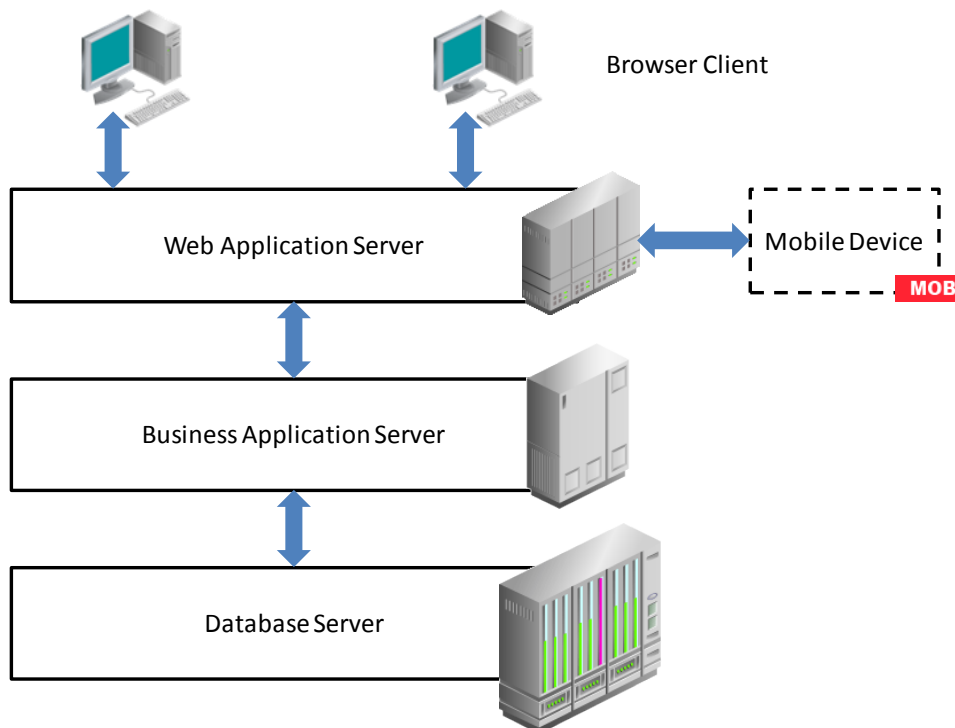 Browser Client
Web Application Server
Mobile Device
MOB
Business Application Server
Database Server